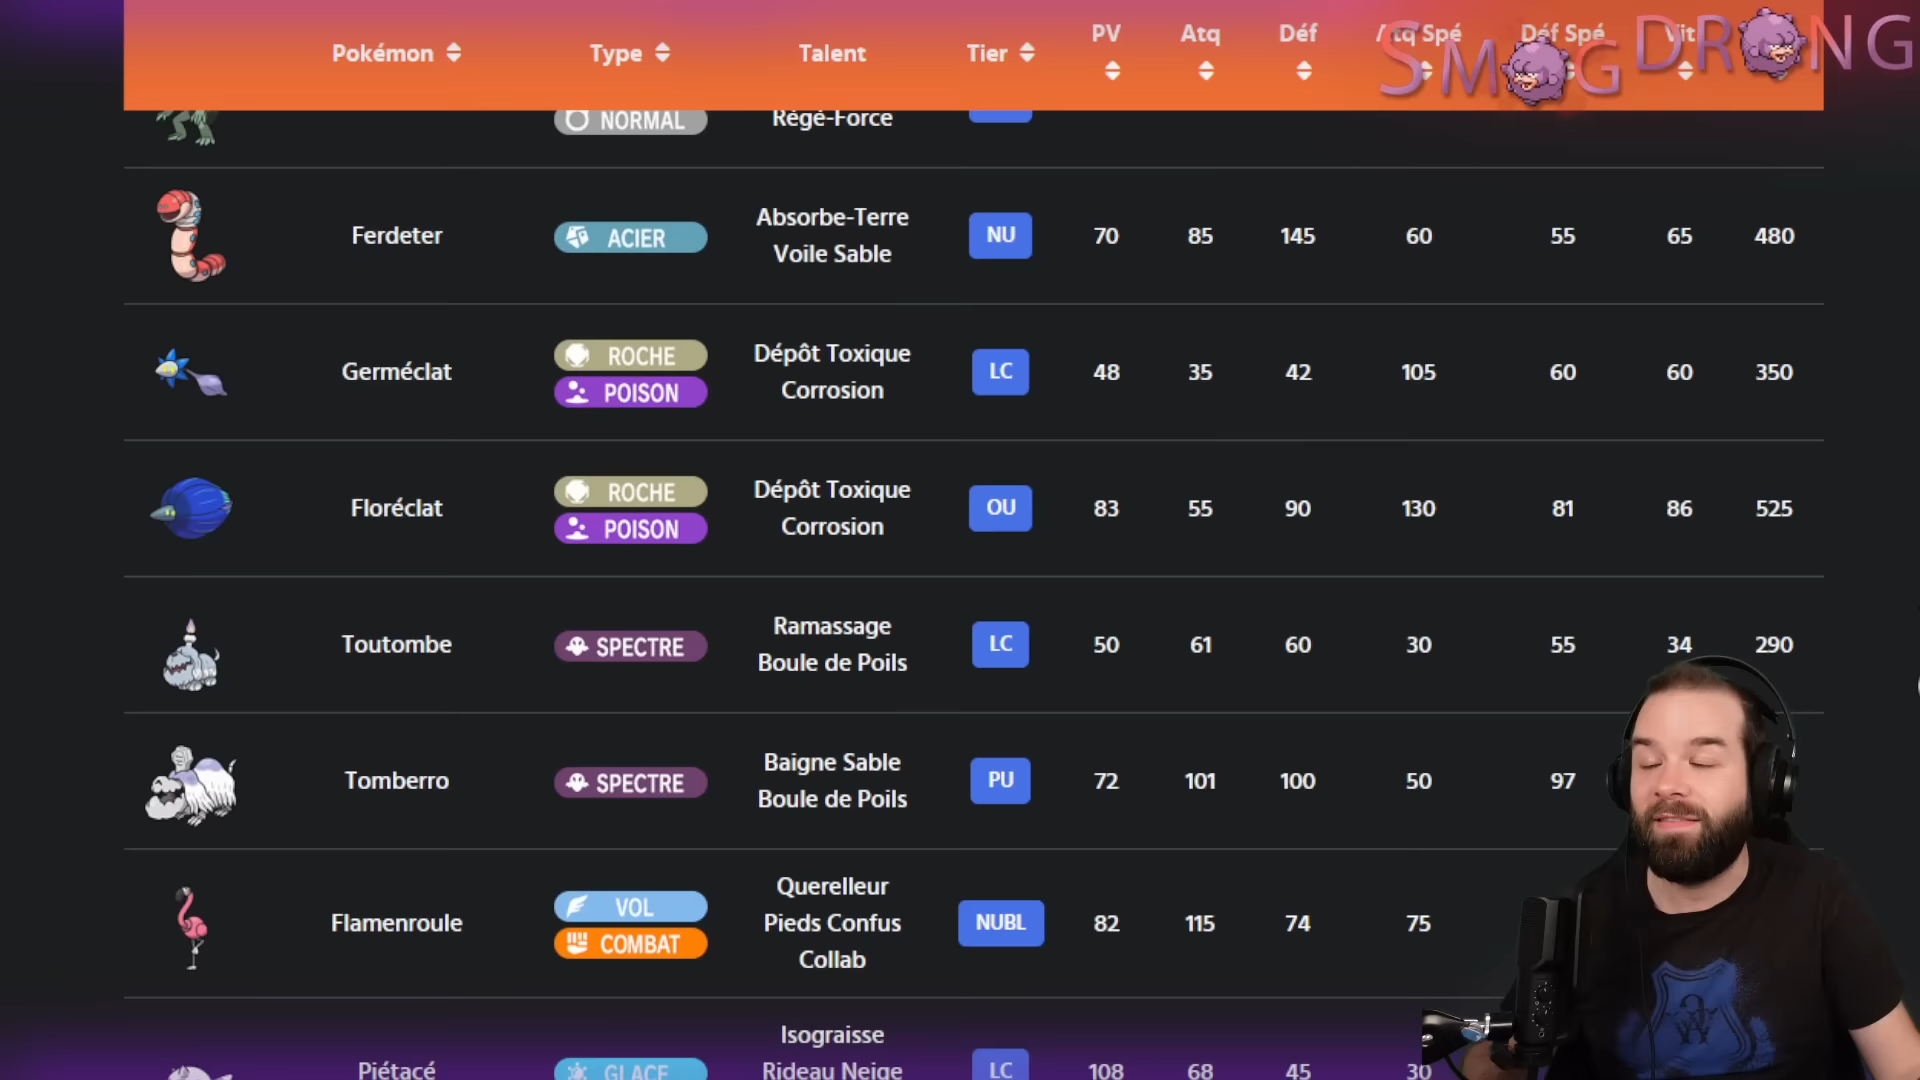 Pokémon Type Talent Tier PV Atq Déf Atq Spé Déf Spé Vit
SMOG DRONG
NORMAL Régé-Force
Ferdeter ACIER Absorbe-Terre NU 70 85 145 60 55 65 480
Voile Sable
Germéclat ROCHE Dépôt Toxique LC 48 35 42 105 60 60 350
POISON Corrosion
Floréclat ROCHE Dépôt Toxique OU 83 55 90 130 81 86 525
POISON Corrosion
Toutombe SPECTRE Ramassage LC 50 61 60 30 55 34 290
Boule de Poils
Tomberro SPECTRE Baigne Sable PU 72 101 100 50 97
Boule de Poils
Querelleur
Flamenroule VOL Pieds Confus NUBL 82 115 74 75
COMBAT Collab
Isograisse
Piétacé GLACE Rideau Neige LC 108 68 45 30